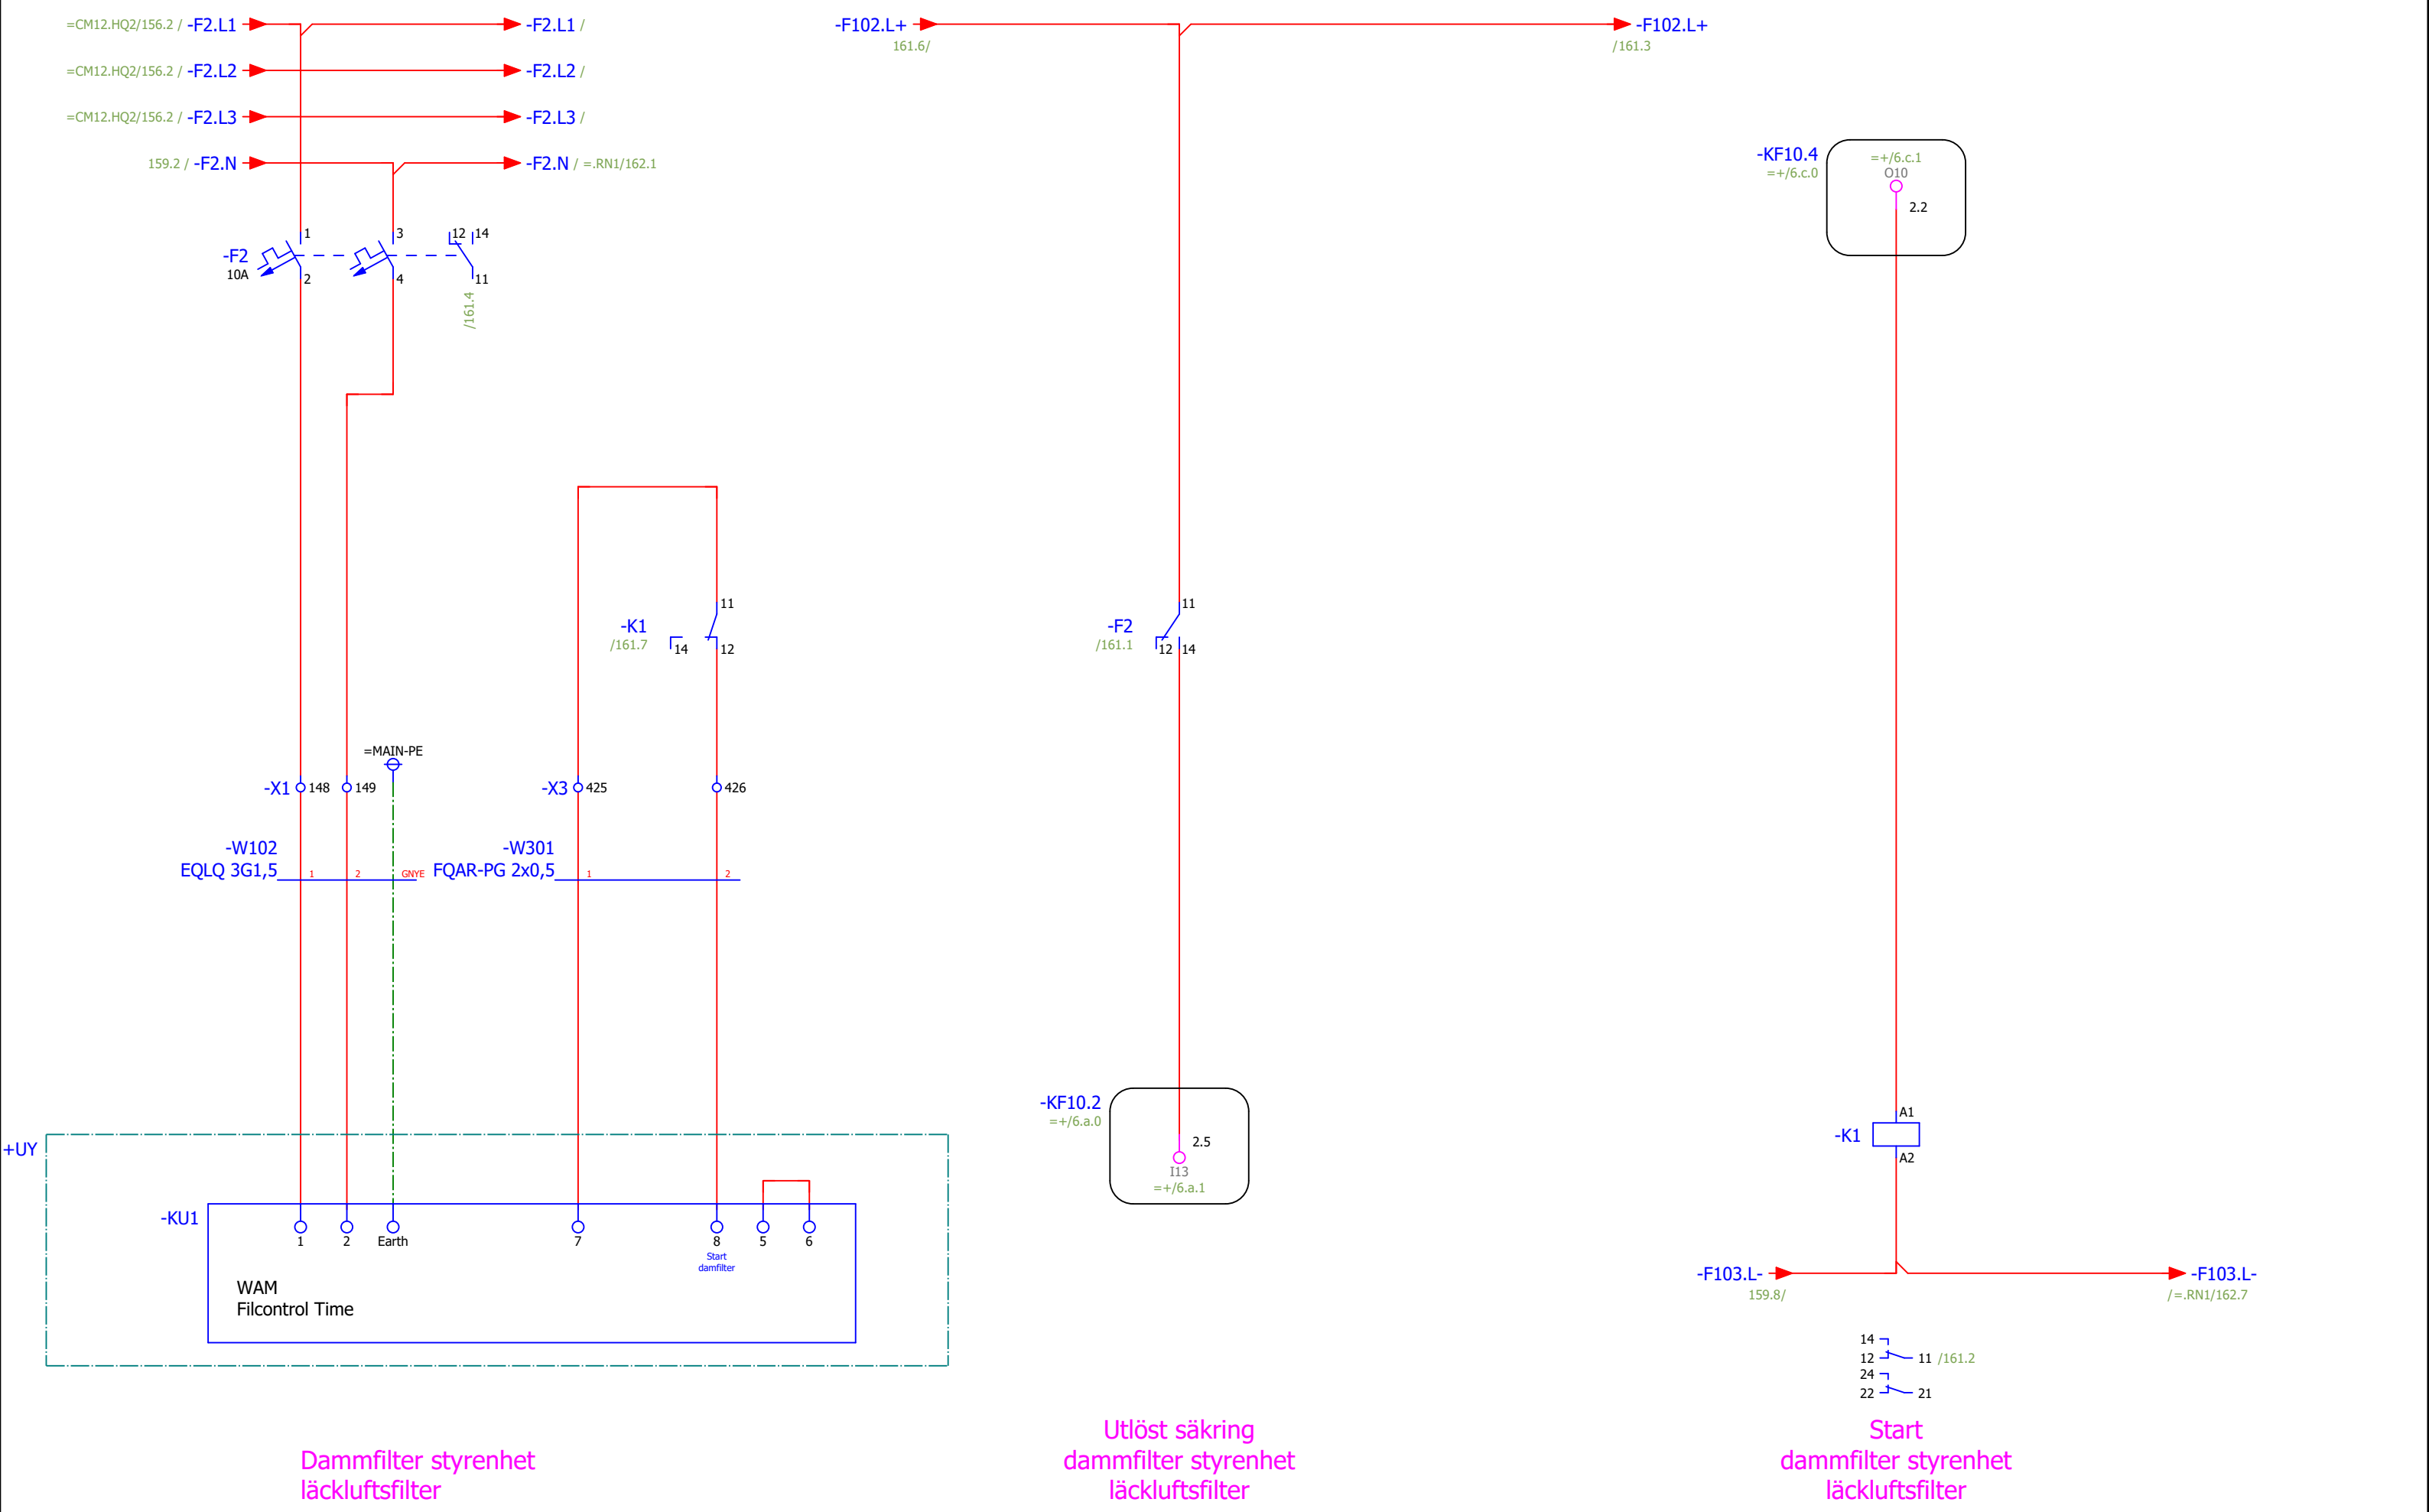 =CM12.HQ2/156.2 / -F2.L1
-F2.L1 /
=CM12.HQ2/156.2 / -F2.L2
-F2.L2 /
=CM12.HQ2/156.2 / -F2.L3
-F2.L3 /
159.2 / -F2.N
-F2.N / =.RN1/162.1
-F2
10A
1
2
3
4
12
14
11
/161.4
-K1
/161.7
11
14
12
=MAIN-PE
-X1
148
149
-X3
425
426
-W102
EQLQ 3G1,5
1
2
GNYE
-W301
FQAR-PG 2x0,5
1
2
+UY
-KU1
1
2
Earth
7
8
Start
damfilter
5
6
WAM
Filcontrol Time
Dammfilter styrenhet
läckluftsfilter
-F102.L+
161.6/
-F102.L+
/161.3
-F2
/161.1
11
12
14
-KF10.2
=+/6.a.0
2.5
I13
=+/6.a.1
Utlöst säkring
dammfilter styrenhet
läckluftsfilter
-KF10.4
=+/6.c.0
=+/6.c.1
O10
2.2
-K1
A1
A2
-F103.L-
159.8/
-F103.L-
/=.RN1/162.7
14
12
11 /161.2
24
22
21
Start
dammfilter styrenhet
läckluftsfilter